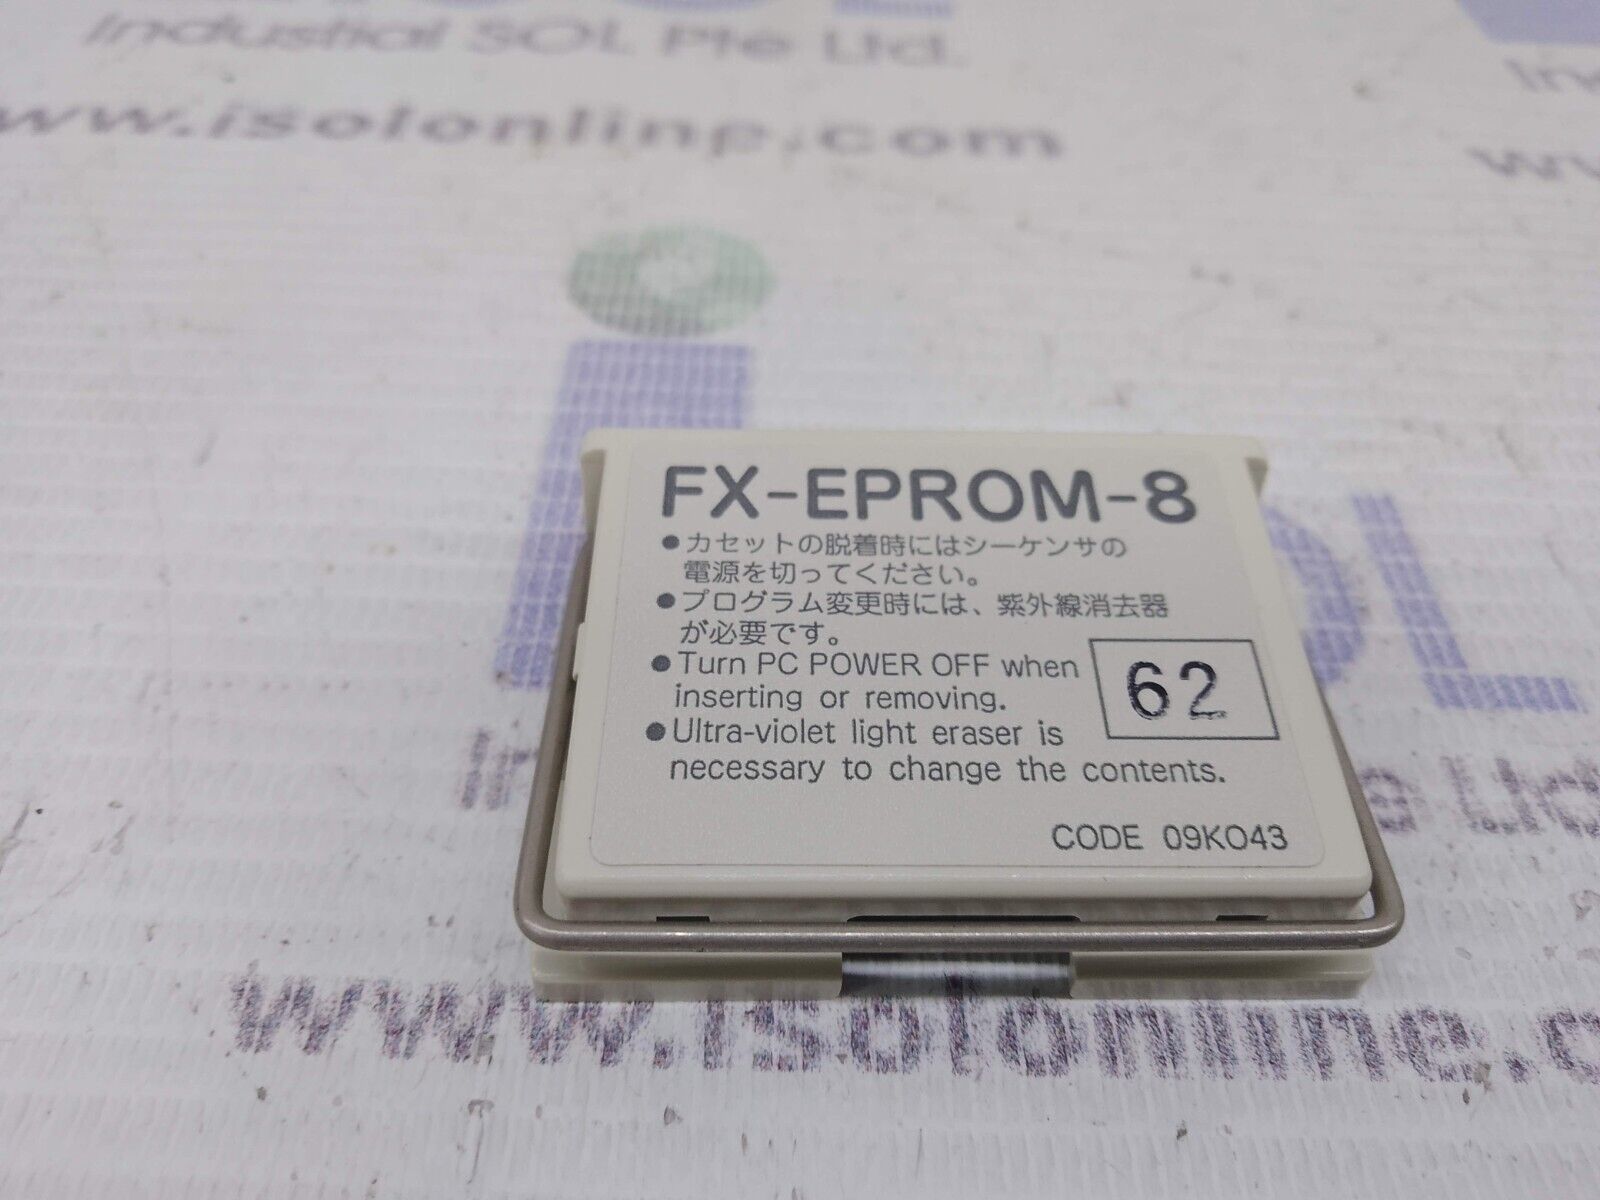 Industrial SOL Pte Ltd.
www.isolonline.com
FX-EPROM-8
●カセットの脱着時にはシーケンサの
電源を切ってください。
●プログラム変更時には、紫外線消去器
が必要です。
●Turn PC POWER OFF when
inserting or removing.
62
●Ultra-violet light eraser is
necessary to change the contents.
CODE 09K043
www.isolonline.c